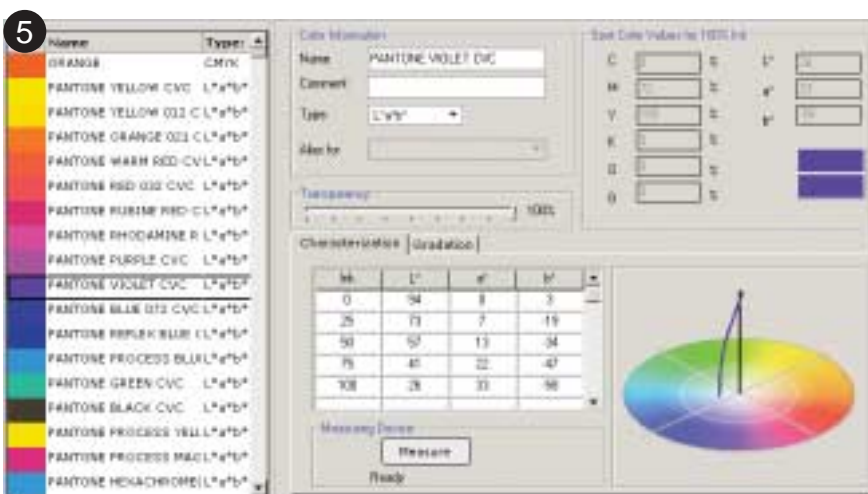 5
Name Type:
ORANGE CMYK
PANTONE YELLOW CVC L*a*b*
PANTONE YELLOW 012 C L*a*b*
PANTONE ORANGE 021 C L*a*b*
PANTONE WARM RED CV L*a*b*
PANTONE RED 032 CVC L*a*b*
PANTONE RUBINE RED C L*a*b*
PANTONE RHODAMINE R L*a*b*
PANTONE PURPLE CVC L*a*b*
PANTONE VIOLET CVC L*a*b*
PANTONE BLUE 072 CVC L*a*b*
PANTONE REFLEX BLUE L*a*b*
PANTONE PROCESS BLU L*a*b*
PANTONE GREEN CVC L*a*b*
PANTONE BLACK CVC L*a*b*
PANTONE PROCESS YELL L*a*b*
PANTONE PROCESS MAG L*a*b*
PANTONE HEXACHROME L*a*b*
Color Information
Name PANTONE VIOLET CVC
Comment
Type L*a*b*
Alias for
Transparency
100%
Spot Color Values for 100% Ink
C % L*
M % a*
Y % b*
K %
O %
G %
Characterization Gradation
Ink L* a* b*
0 94 0 3
25 73 7 -19
50 57 13 -34
75 41 22 -47
100 26 33 -58
Measuring Device
Measure
Ready